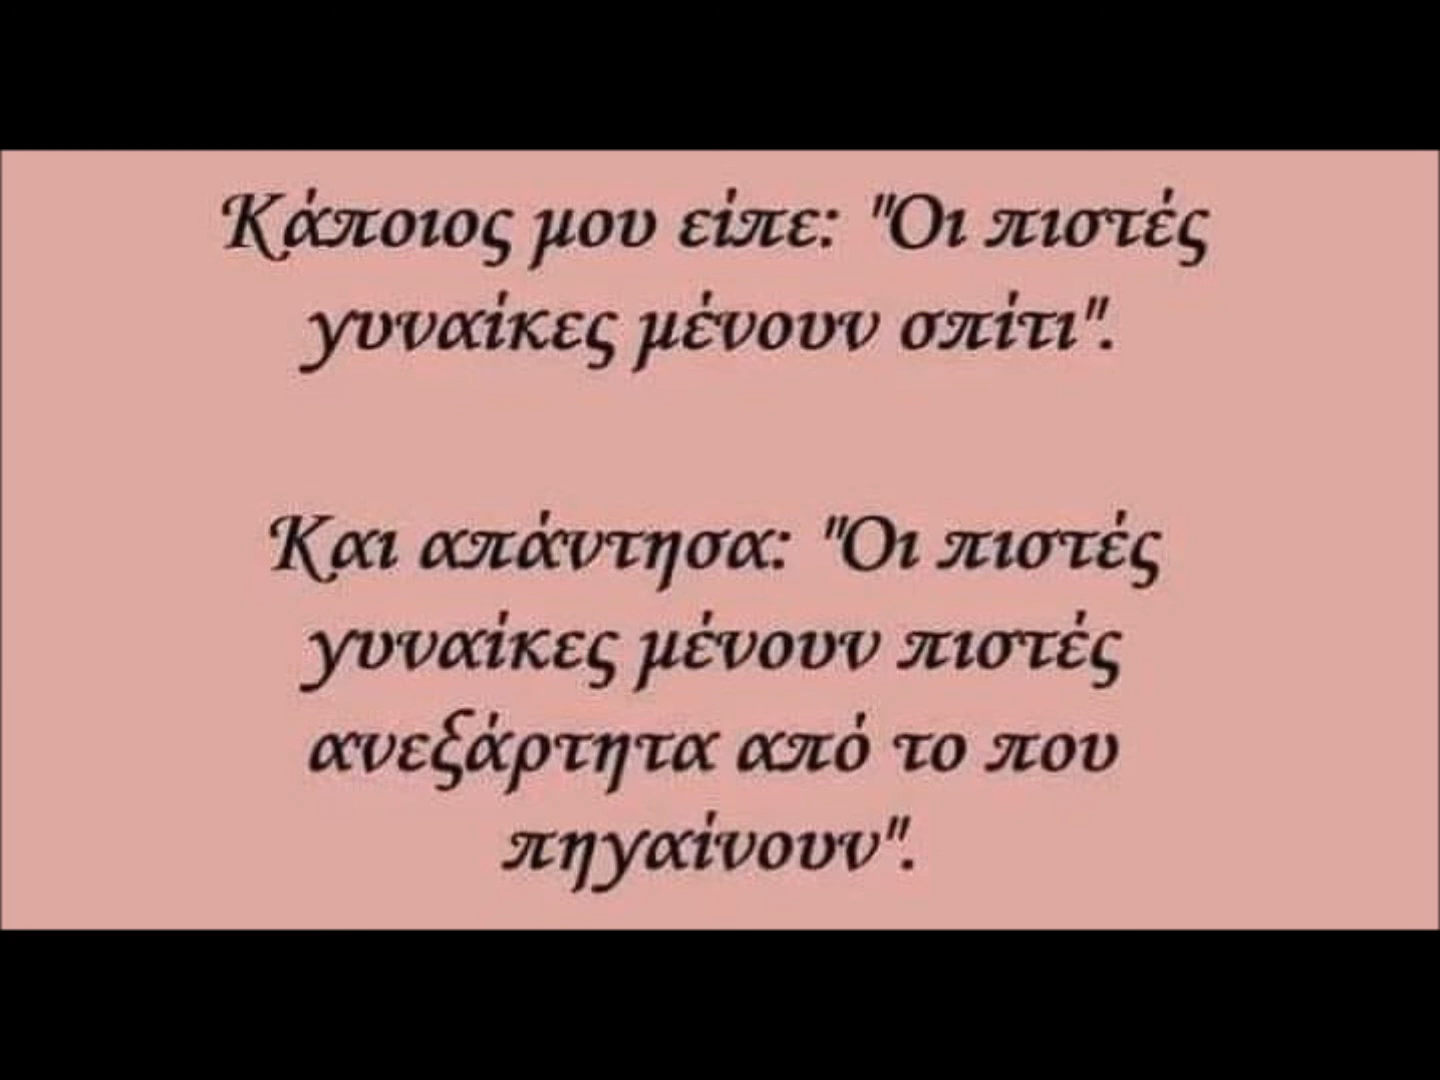 Κάποιος μου είπε: "Οι πιστές
γυναίκες μένουν σπίτι".
Και απάντησα: "Οι πιστές
γυναίκες μένουν πιστές
ανεξάρτητα από το που
πηγαίνουν".